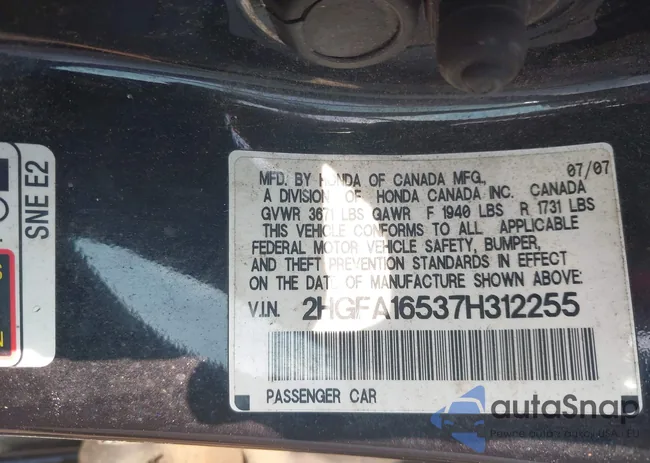 SNE E2
MFD. BY HONDA OF CANADA MFG., 07/07
A DIVISION OF HONDA CANADA INC. CANADA
GVWR 3671 LBS GAWR F 1940 LBS R 1731 LBS
THIS VEHICLE CONFORMS TO ALL APPLICABLE
FEDERAL MOTOR VEHICLE SAFETY, BUMPER,
AND THEFT PREVENTION STANDARDS IN EFFECT
ON THE DATE OF MANUFACTURE SHOWN ABOVE.
V.I.N. 2HGFA16537H312255
PASSENGER CAR
autaSnap